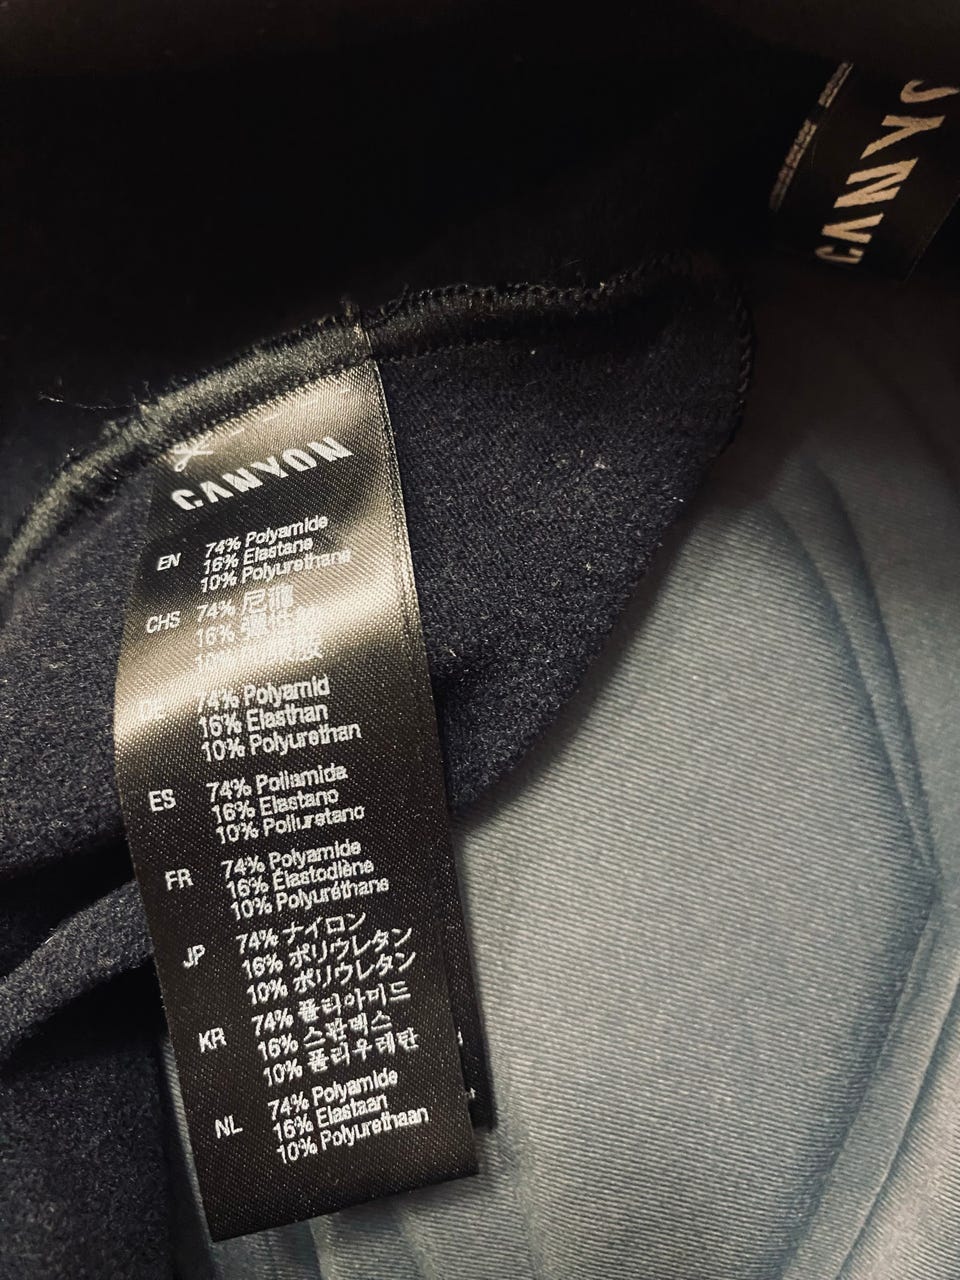 CANYON
CANYON
EN
74% Polyamide
16% Elastane
10% Polyurethane
CHS
74% 尼龍
16%
74% Polyamid
16% Elasthan
10% Polyurethan
ES
74% Poliamida
16% Elastano
10% Poliuretano
FR
74% Polyamide
16% Élastodiène
10% Polyuréthane
JP
74% ナイロン
16% ポリウレタン
10% ポリウレタン
KR
74% 폴리아미드
16% 스판덱스
10% 폴리우레탄
NL
74% Polyamide
16% Elastaan
10% Polyurethaan